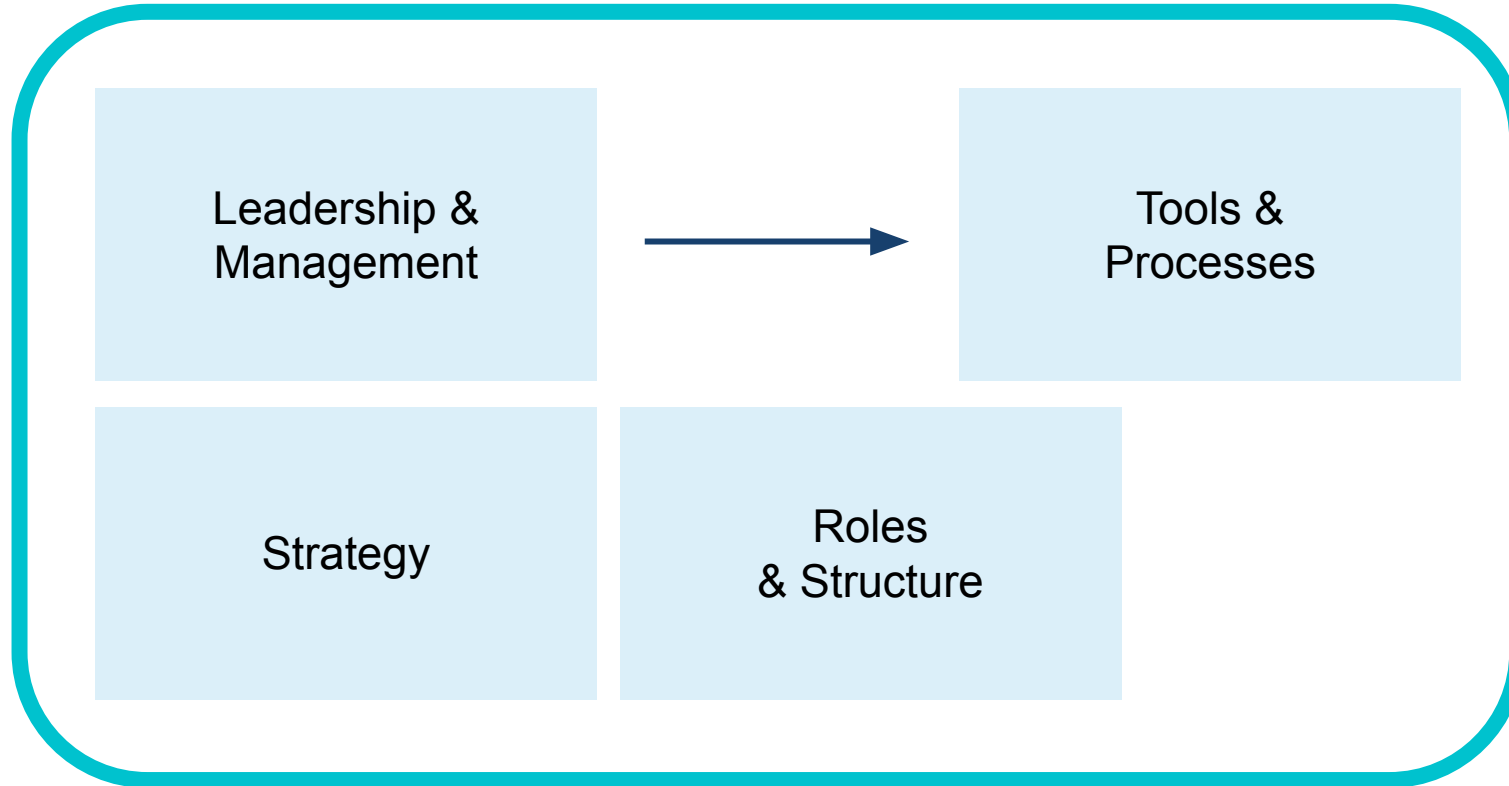 Leadership &
Management
Tools &
Processes
Strategy
Roles
& Structure